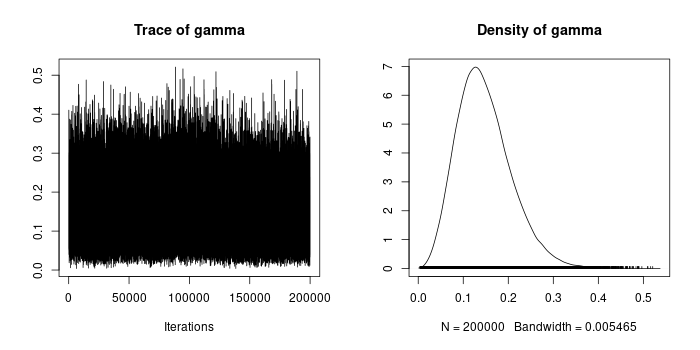 Trace of gamma
0.0 0.1 0.2 0.3 0.4 0.5
0 50000 100000 150000 200000
Iterations
Density of gamma
0 1 2 3 4 5 6 7
0.0 0.1 0.2 0.3 0.4 0.5
N = 200000 Bandwidth = 0.005465